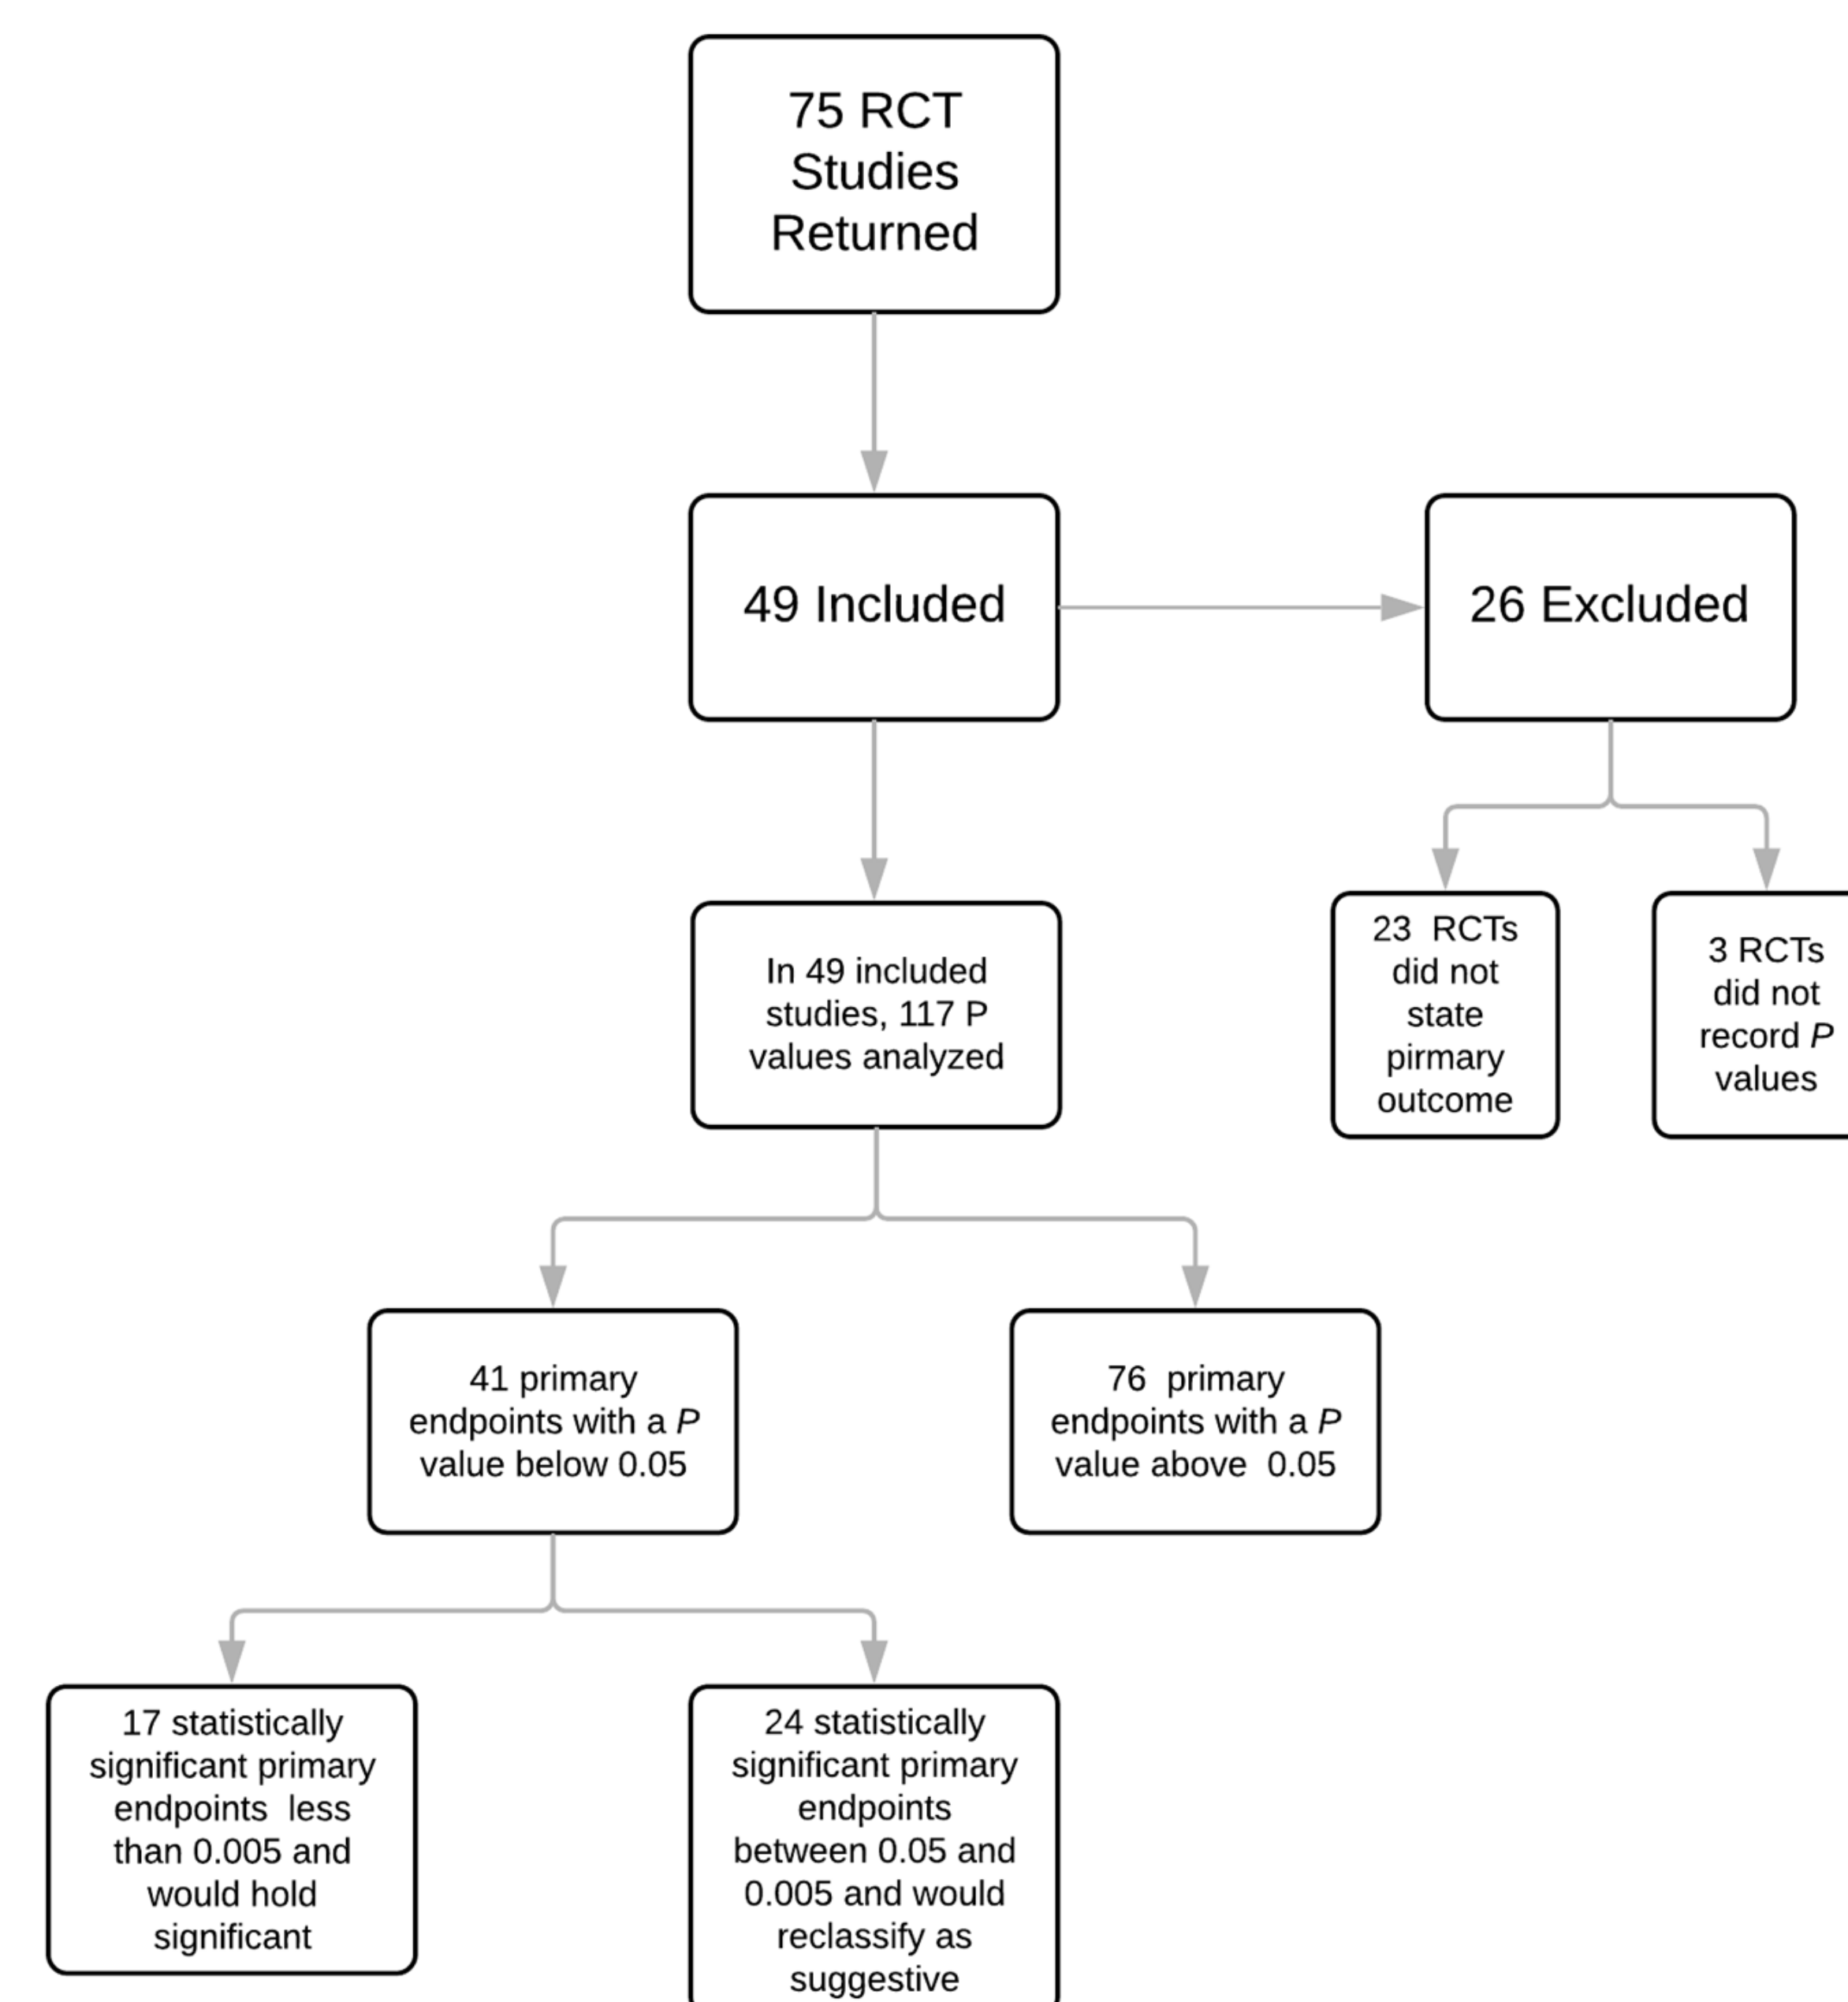 75 RCT
Studies
Returned
49 Included
26 Excluded
In 49 included
studies, 117 P
values analyzed
23  RCTs
did not
state
pirmary
outcome
3 RCTs
did not
record P
values
41 primary
endpoints with a P
value below 0.05
76  primary
endpoints with a P
value above  0.05
17 statistically
significant primary
endpoints  less
than 0.005 and
would hold
significant
24 statistically
significant primary
endpoints
between 0.05 and
0.005 and would
reclassify as
suggestive